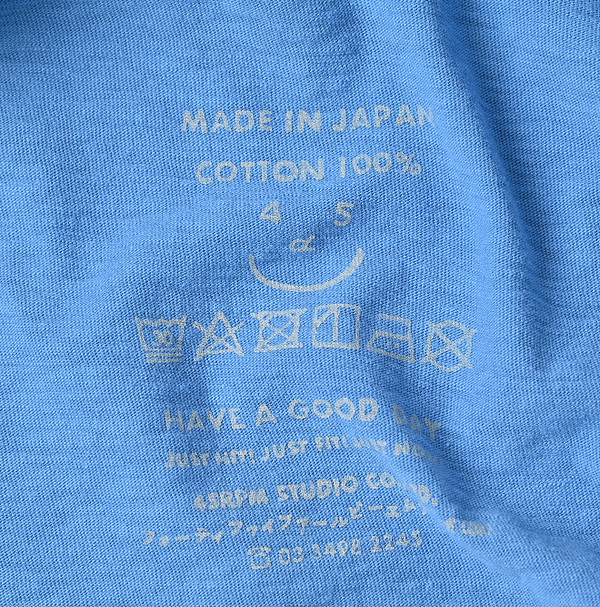 MADE IN JAPAN
COTTON 100%
4 5
α
30
HAVE A GOOD DAY
JUST HIT! JUST FIT! JUST NOW!
45RPM STUDIO CO., LTD.
フォーティファイブアールピーエム
☏ 03 3498 2245